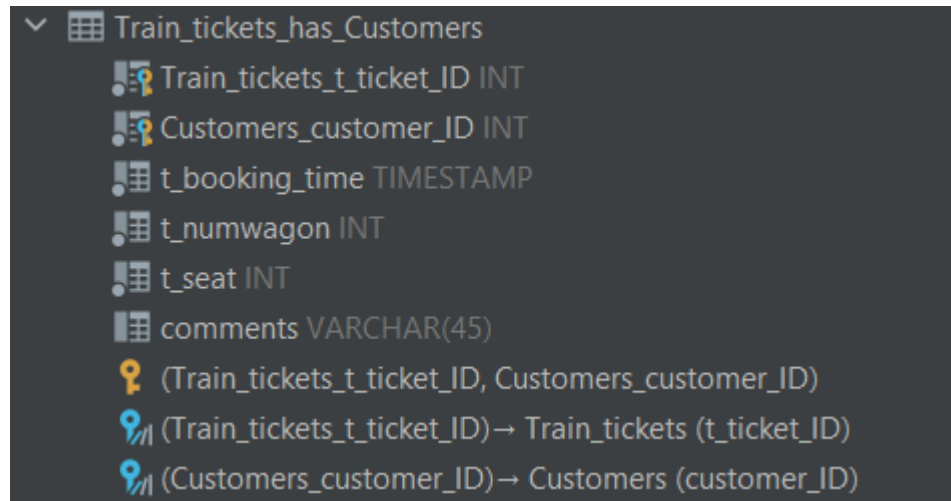 Train_tickets_has_Customers
Train_tickets_t_ticket_ID INT
Customers_customer_ID INT
t_booking_time TIMESTAMP
t_numwagon INT
t_seat INT
comments VARCHAR(45)
(Train_tickets_t_ticket_ID, Customers_customer_ID)
(Train_tickets_t_ticket_ID)→ Train_tickets (t_ticket_ID)
(Customers_customer_ID)→ Customers (customer_ID)